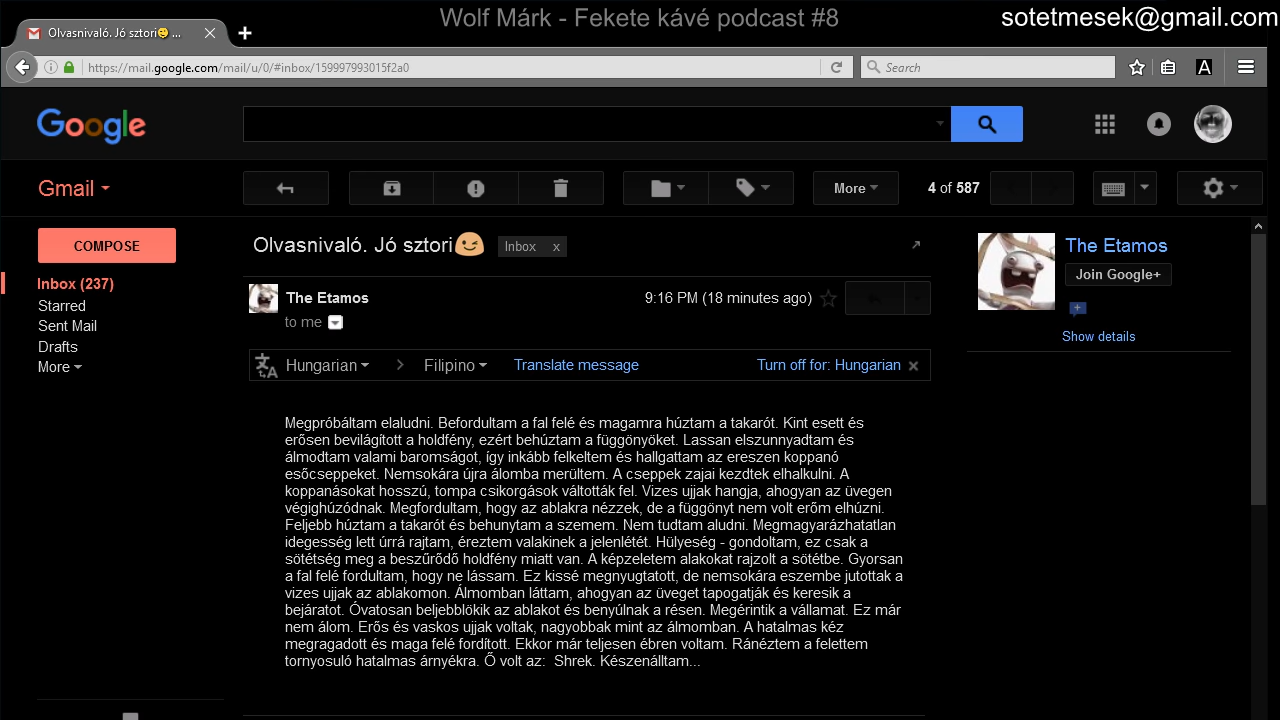 Wolf Márk - Fekete kávé podcast #8
sotetmesek@gmail.com
Olvasnivaló. Jó sztori😉 ...
https://mail.google.com/mail/u/0/#inbox/159997993015f2a0
Search
A
Google
Gmail
More
4 of 587
COMPOSE
Olvasnivaló. Jó sztori😉
Inbox x
The Etamos
Join Google+
Show details
Inbox (237)
Starred
Sent Mail
Drafts
More
The Etamos
9:16 PM (18 minutes ago)
to me
Hungarian
Filipino
Translate message
Turn off for: Hungarian
Megpróbáltam elaludni. Befordultam a fal felé és magamra húztam a takarót. Kint esett és
erősen bevilágított a holdfény, ezért behúztam a függönyöket. Lassan elszunnyadtam és
álmodtam valami baromságot, így inkább felkeltem és hallgattam az ereszen koppanó
esőcseppeket. Nemsokára újra álomba merültem. A cseppek zajai kezdtek elhalkulni. A
koppanásokat hosszú, tompa csikorgások váltották fel. Vizes ujjak hangja, ahogyan az üvegen
végighúzódnak. Megfordultam, hogy az ablakra nézzek, de a függönyt nem volt erőm elhúzni.
Feljebb húztam a takarót és behunytam a szemem. Nem tudtam aludni. Megmagyarázhatatlan
idegesség lett úrrá rajtam, éreztem valakinek a jelenlétét. Hülyeség - gondoltam, ez csak a
sötétség meg a beszűrődő holdfény miatt van. A képzeletem alakokat rajzolt a sötétbe. Gyorsan
a fal felé fordultam, hogy ne lássam. Ez kissé megnyugtatott, de nemsokára eszembe jutottak a
vizes ujjak az ablakomon. Álmomban láttam, ahogyan az üveget tapogatják és keresik a
bejáratot. Óvatosan beljebblökik az ablakot és benyúlnak a résen. Megérintik a vállamat. Ez már
nem álom. Erős és vaskos ujjak voltak, nagyobbak mint az álmomban. A hatalmas kéz
megragadott és maga felé fordított. Ekkor már teljesen ébren voltam. Ránéztem a felettem
tornyosuló hatalmas árnyékra. Ő volt az:  Shrek. Készenálltam...